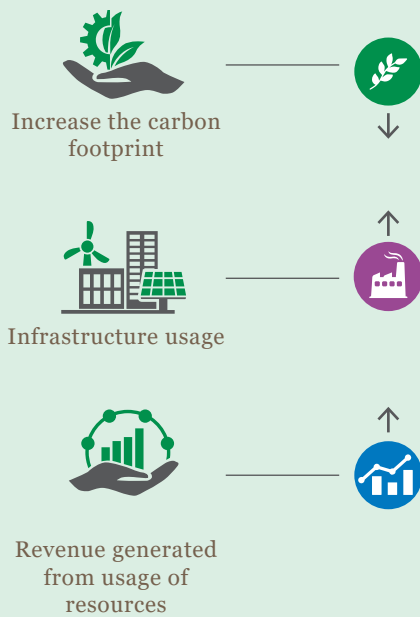 Increase the carbon
footprint
Infrastructure usage
Revenue generated
from usage of
resources